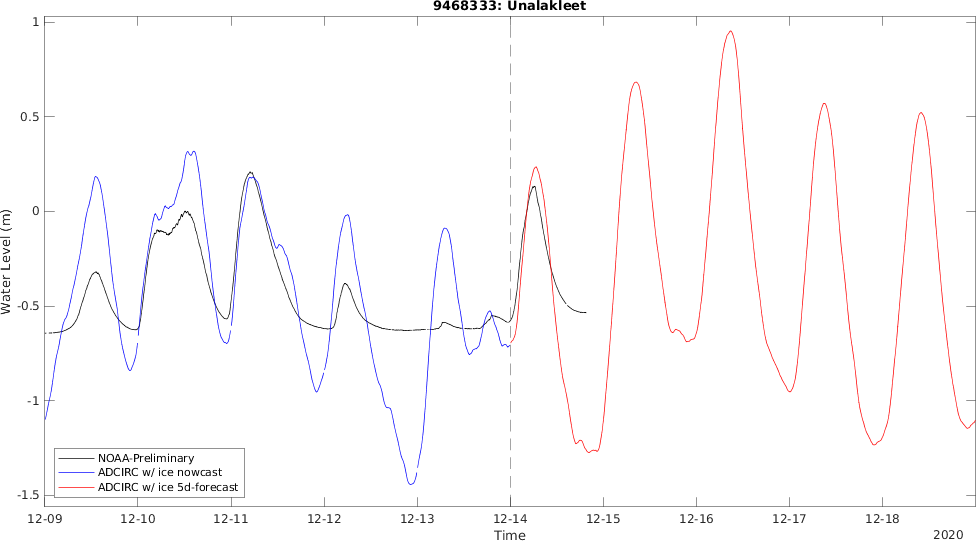 9468333: Unalakleet
1
0.5
0
-0.5
-1
-1.5
Water Level (m)
NOAA-Preliminary
ADCIRC w/ ice nowcast
ADCIRC w/ ice 5d-forecast
12-09 12-10 12-11 12-12 12-13 12-14 12-15 12-16 12-17 12-18
Time
2020